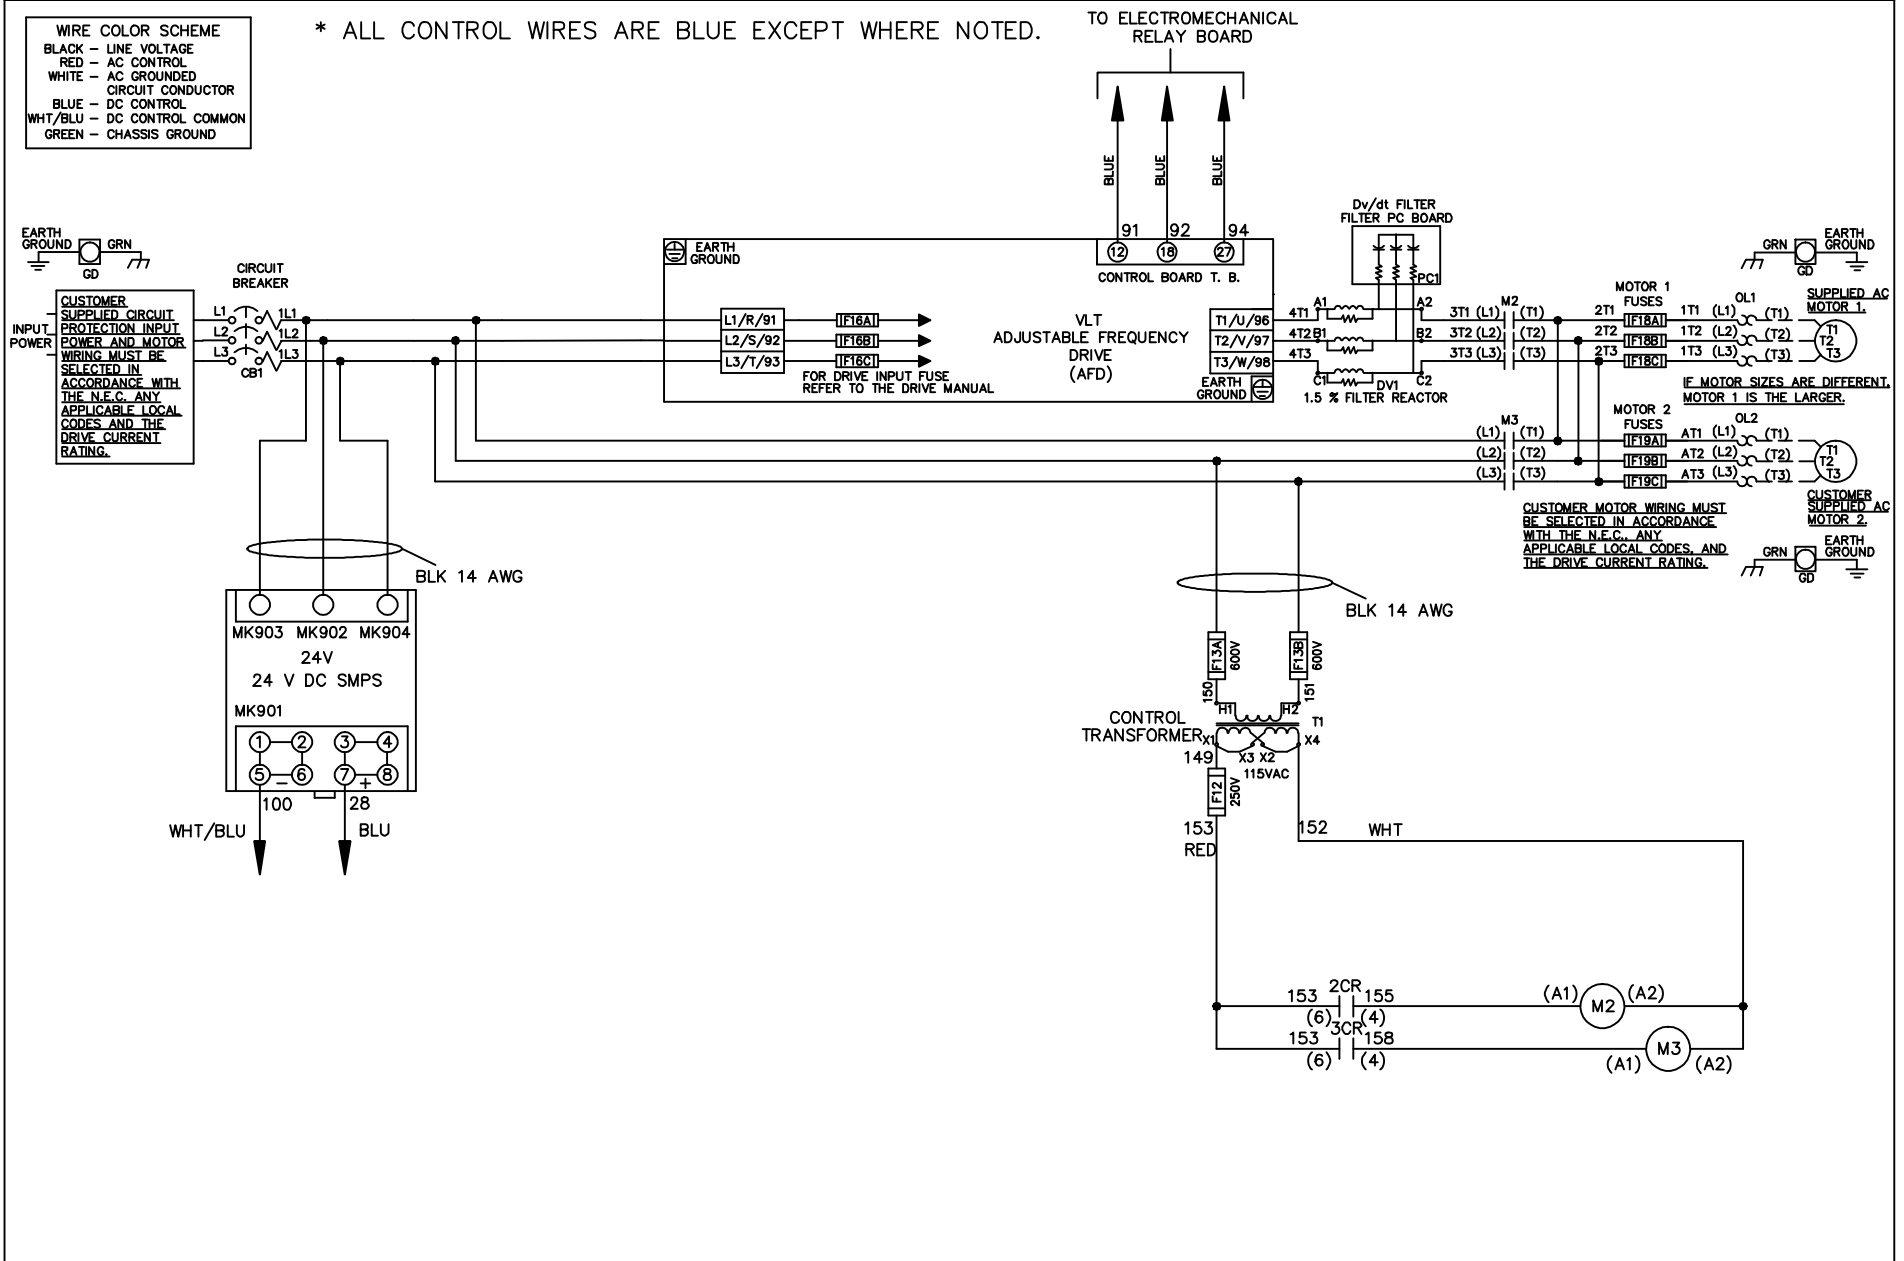 WIRE COLOR SCHEME
BLACK – LINE VOLTAGE
RED – AC CONTROL
WHITE – AC GROUNDED
CIRCUIT CONDUCTOR
BLUE – DC CONTROL
WHT/BLU – DC CONTROL COMMON
GREEN – CHASSIS GROUND
* ALL CONTROL WIRES ARE BLUE EXCEPT WHERE NOTED.
TO ELECTROMECHANICAL
RELAY BOARD
BLUE
BLUE
BLUE
91
92
94
12
18
27
CONTROL BOARD T. B.
EARTH
GROUND
GRN
GD
INPUT
POWER
CUSTOMER
SUPPLIED CIRCUIT
PROTECTION INPUT
POWER AND MOTOR
WIRING MUST BE
SELECTED IN
ACCORDANCE WITH
THE N.E.C. ANY
APPLICABLE LOCAL
CODES AND THE
DRIVE CURRENT
RATING.
CIRCUIT
BREAKER
L1
1L1
L2
1L2
L3
1L3
CB1
EARTH
GROUND
L1/R/91
F16A
L2/S/92
F16B
L3/T/93
F16C
FOR DRIVE INPUT FUSE
REFER TO THE DRIVE MANUAL
VLT
ADJUSTABLE FREQUENCY
DRIVE
(AFD)
T1/U/96
T2/V/97
T3/W/98
EARTH
GROUND
Dv/dt FILTER
FILTER PC BOARD
PC1
4T1
A1
A2
4T2
B1
B2
4T3
C1
C2
DV1
1.5 % FILTER REACTOR
M2
3T1 (L1) (T1)
3T2 (L2) (T2)
3T3 (L3) (T3)
MOTOR 1
FUSES
2T1 F18A 1T1 (L1)
2T2 F18B 1T2 (L2)
2T3 F18C 1T3 (L3)
OL1
(T1)
(T2)
(T3)
GRN
GD
EARTH
GROUND
SUPPLIED AC
MOTOR 1.
T1
T2
T3
IF MOTOR SIZES ARE DIFFERENT,
MOTOR 1 IS THE LARGER.
M3
(L1) (T1)
(L2) (T2)
(L3) (T3)
MOTOR 2
FUSES
F19A AT1 (L1)
F19B AT2 (L2)
F19C AT3 (L3)
OL2
(T1)
(T2)
(T3)
T1
T2
T3
CUSTOMER
SUPPLIED AC
MOTOR 2.
CUSTOMER MOTOR WIRING MUST
BE SELECTED IN ACCORDANCE
WITH THE N.E.C., ANY
APPLICABLE LOCAL CODES, AND
THE DRIVE CURRENT RATING.
GRN
GD
EARTH
GROUND
BLK 14 AWG
MK903 MK902 MK904
24V
24 V DC SMPS
MK901
1 2 3 4
5 – 6 7 + 8
100
28
WHT/BLU
BLU
BLK 14 AWG
F13A
600V
F13B
600V
150
151
H1
H2
CONTROL
TRANSFORMER
T1
X1
X4
X3 X2
149
115VAC
F12
250V
153
RED
152
WHT
153
2CR
155
(6)
(4)
(A1)
M2
(A2)
153
3CR
158
(6)
(4)
(A1)
M3
(A2)